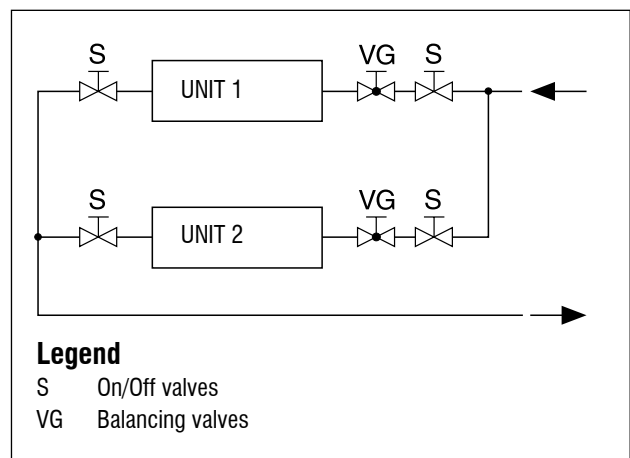 S VG S
UNIT 1
S VG S
UNIT 2
Legend
S On/Off valves
VG Balancing valves